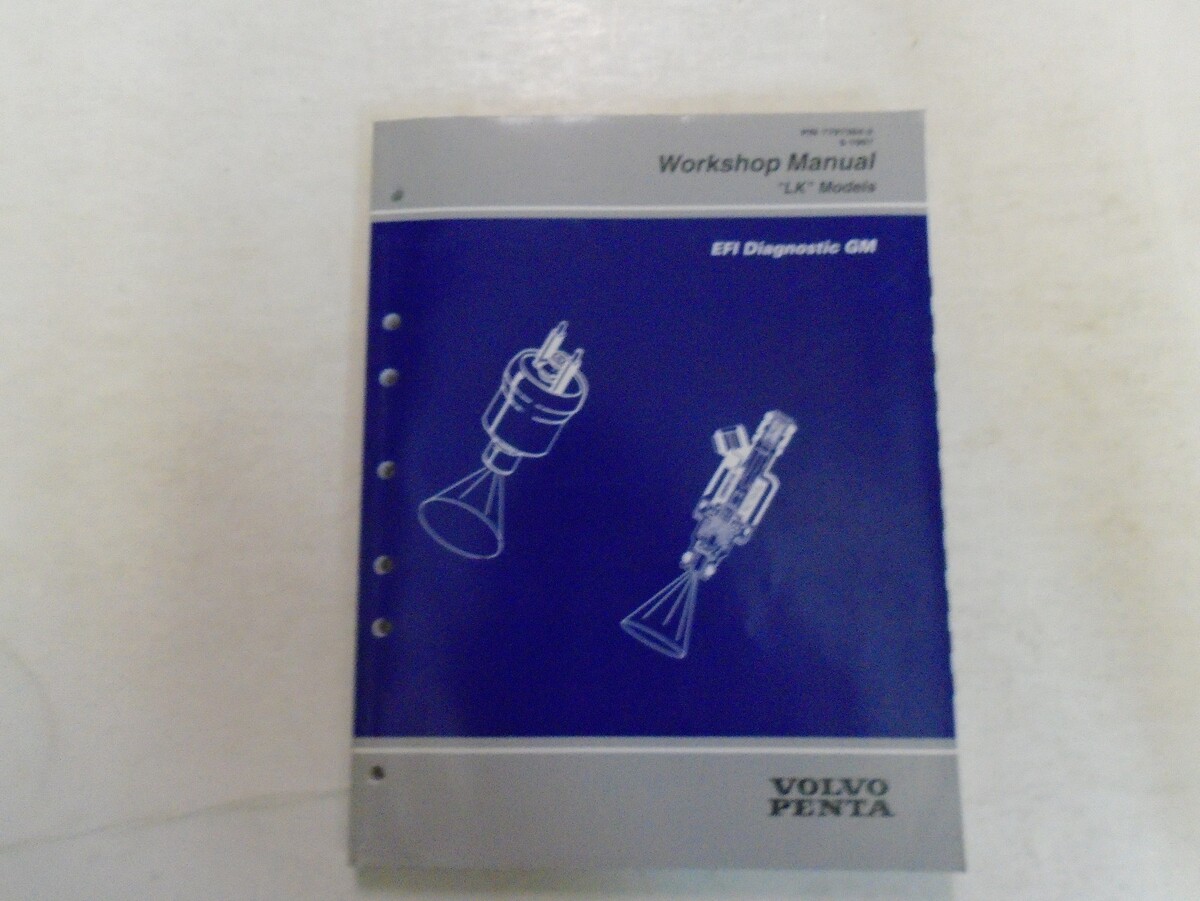 P/N
Workshop Manual
"LK" Models
EFI Diagnostic GM
VOLVO
PENTA